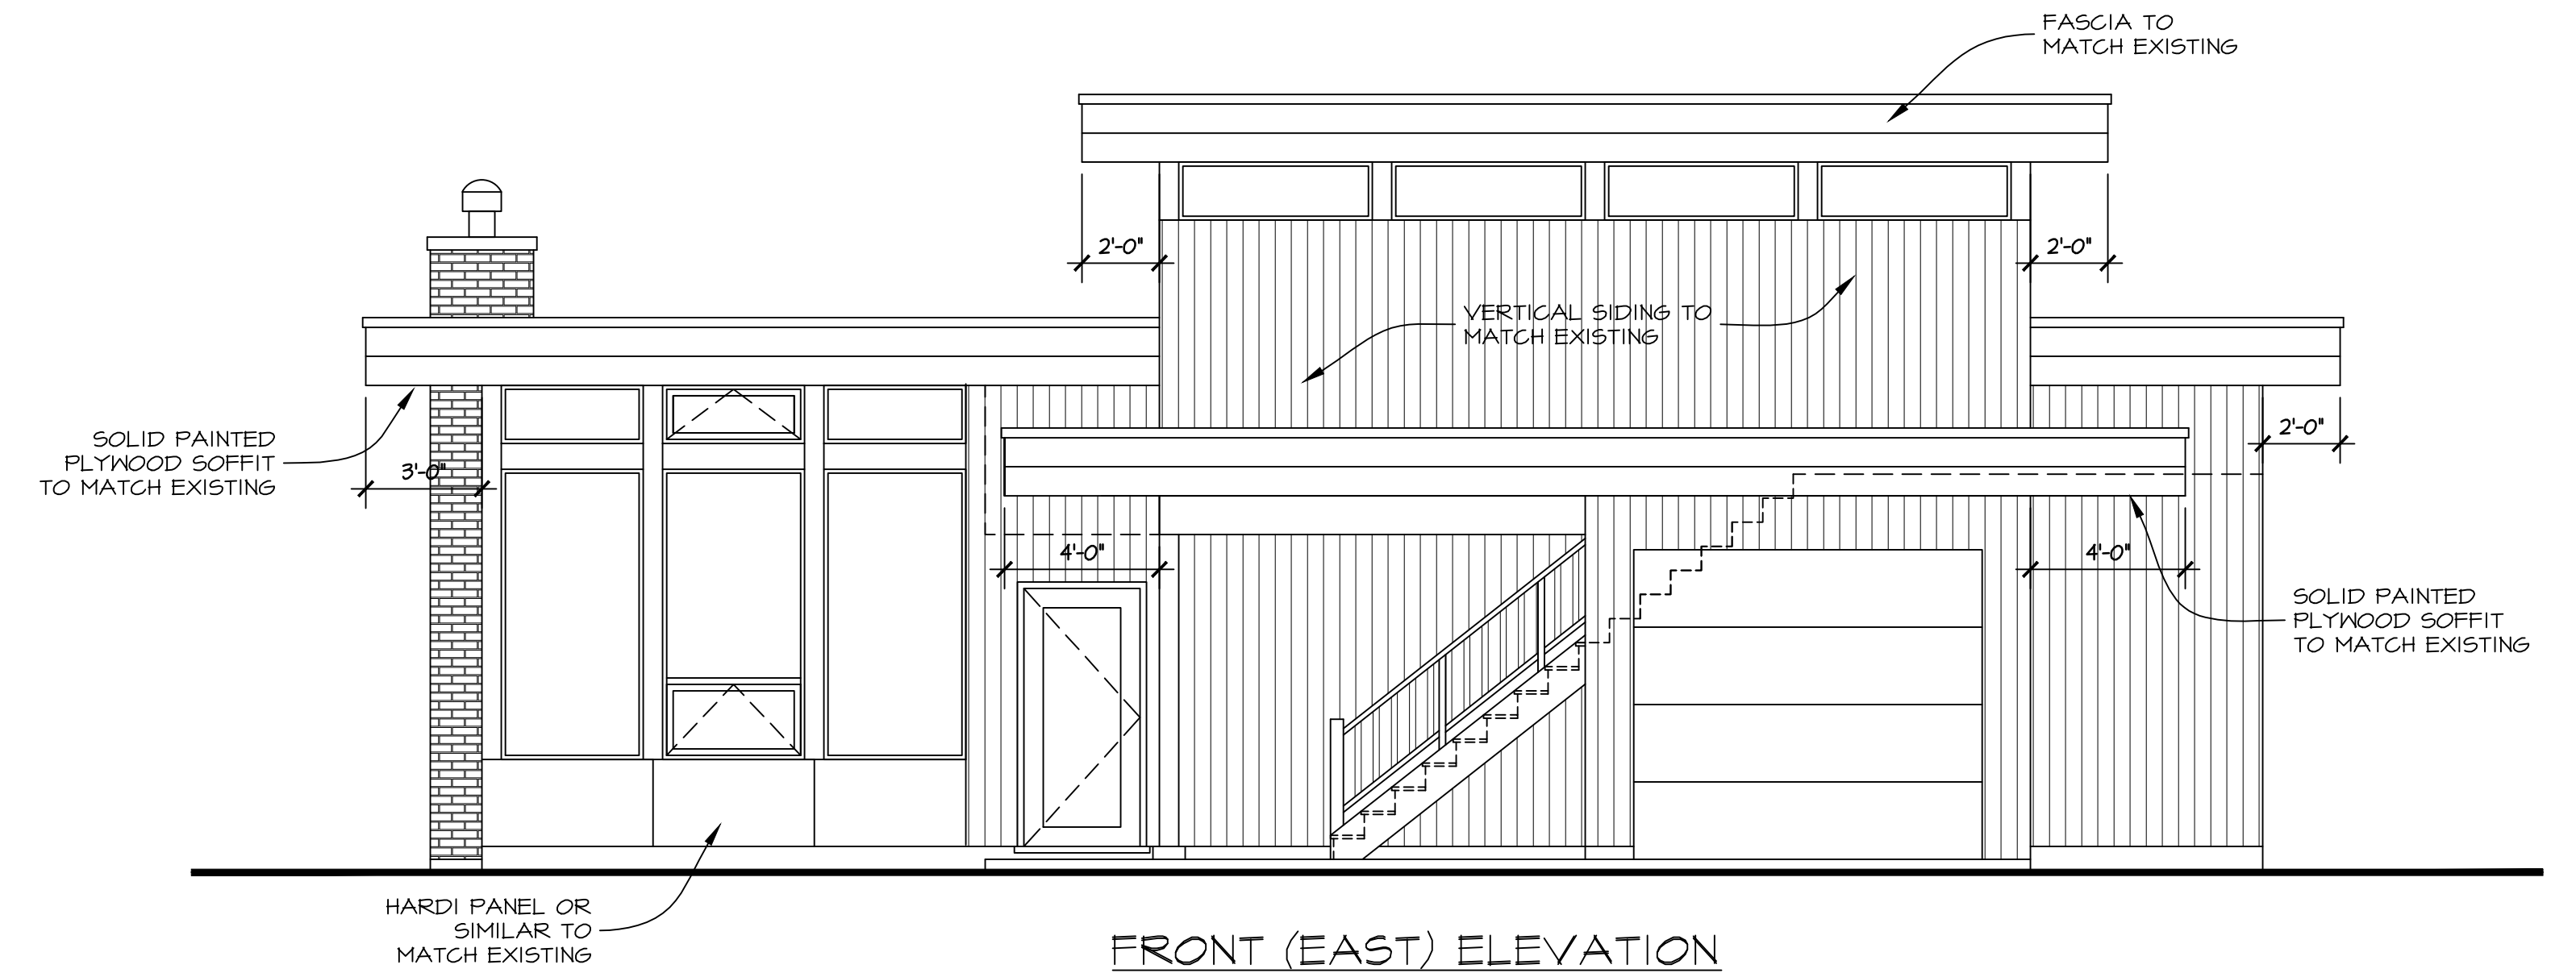 FASCIA TO
MATCH EXISTING
2'-0"
2'-0"
VERTICAL SIDING TO
MATCH EXISTING
SOLID PAINTED
PLYWOOD SOFFIT
TO MATCH EXISTING
3'-0"
2'-0"
4'-0"
4'-0"
SOLID PAINTED
PLYWOOD SOFFIT
TO MATCH EXISTING
HARDI PANEL OR
SIMILAR TO
MATCH EXISTING
FRONT (EAST) ELEVATION